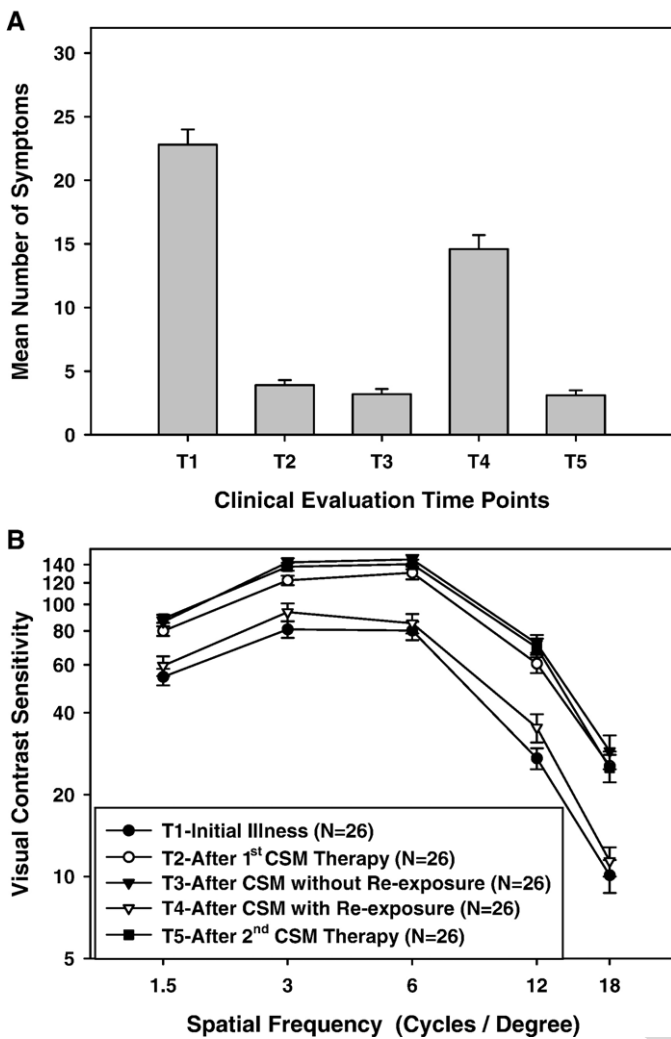 A
30
25
20
15
10
5
0
Mean Number of Symptoms
T1 T2 T3 T4 T5
Clinical Evaluation Time Points
B
140
120
100
80
60
40
20
10
5
Visual Contrast Sensitivity
T1-Initial Illness (N=26)
T2-After 1st CSM Therapy (N=26)
T3-After CSM without Re-exposure (N=26)
T4-After CSM with Re-exposure (N=26)
T5-After 2nd CSM Therapy (N=26)
1.5 3 6 12 18
Spatial Frequency (Cycles / Degree)